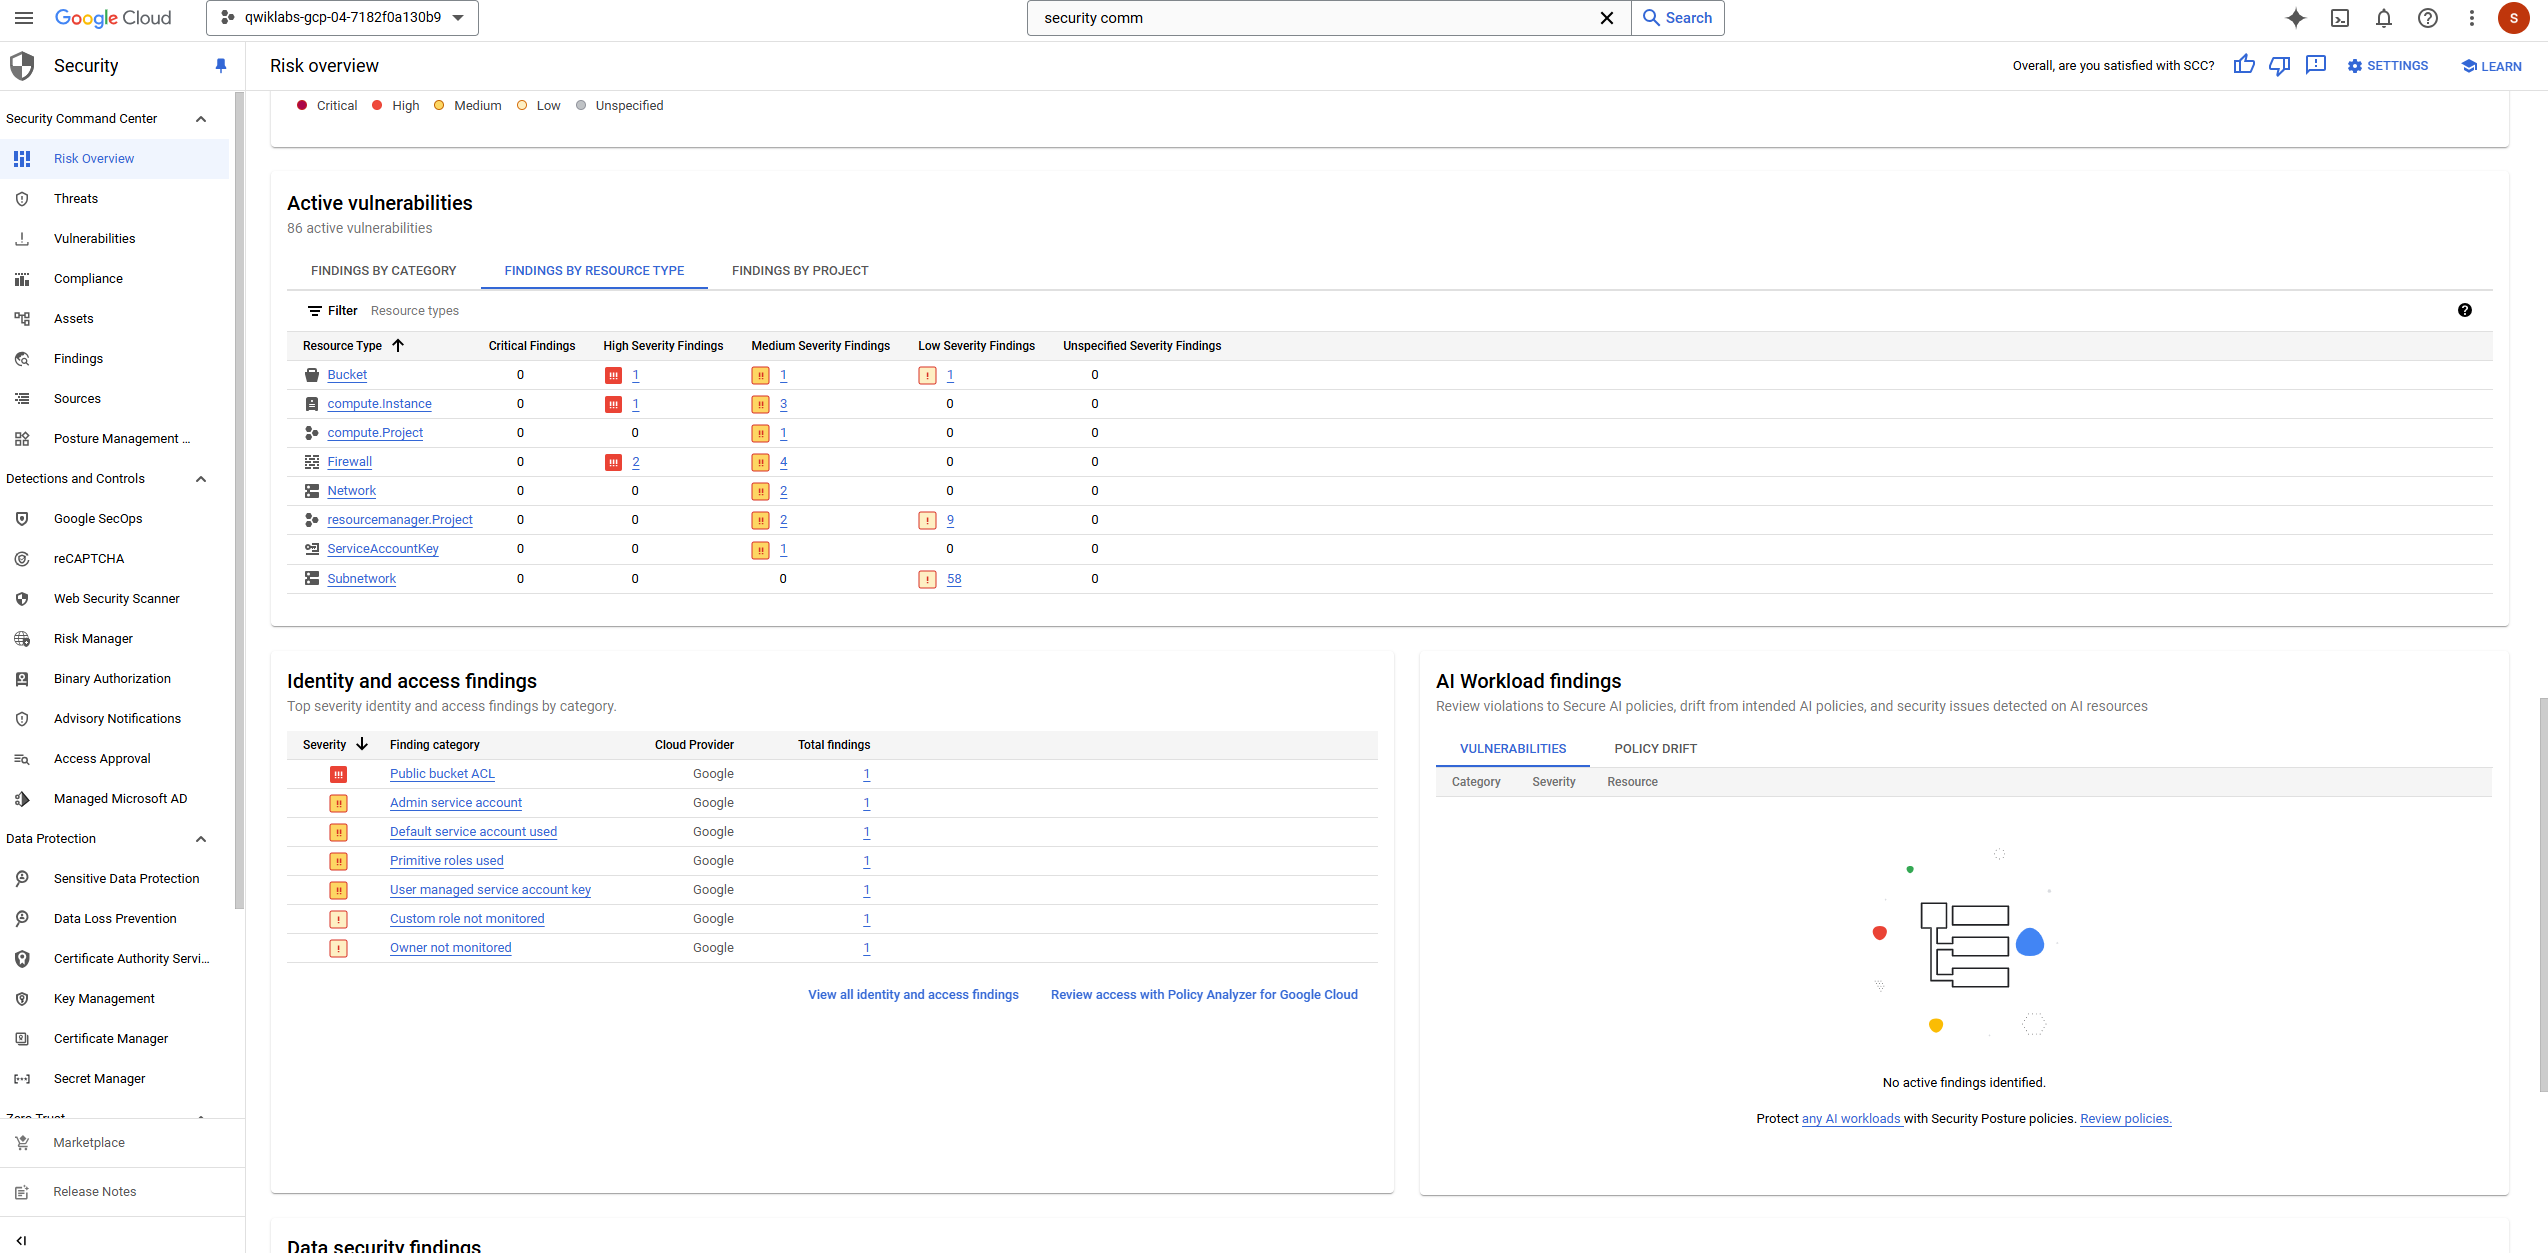 Google Cloud
qwiklabs-gcp-04-7182f0a130b9
security comm
Search
S
Security
Risk overview
Overall, are you satisfied with SCC?
SETTINGS
LEARN
Security Command Center
Risk Overview
Threats
Vulnerabilities
Compliance
Assets
Findings
Sources
Posture Management ...
Detections and Controls
Google SecOps
reCAPTCHA
Web Security Scanner
Risk Manager
Binary Authorization
Advisory Notifications
Access Approval
Managed Microsoft AD
Data Protection
Sensitive Data Protection
Data Loss Prevention
Certificate Authority Servi...
Key Management
Certificate Manager
Secret Manager
Zero Trust
Marketplace
Release Notes
Critical High Medium Low Unspecified
Active vulnerabilities
86 active vulnerabilities
FINDINGS BY CATEGORY FINDINGS BY RESOURCE TYPE FINDINGS BY PROJECT
Filter Resource types
Resource Type Critical Findings High Severity Findings Medium Severity Findings Low Severity Findings Unspecified Severity Findings
Bucket 0 1 1 1 0
compute.Instance 0 1 3 0 0
compute.Project 0 0 1 0 0
Firewall 0 2 4 0 0
Network 0 0 2 0 0
resourcemanager.Project 0 0 2 9 0
ServiceAccountKey 0 0 1 0 0
Subnetwork 0 0 0 58 0
Identity and access findings
Top severity identity and access findings by category.
Severity Finding category Cloud Provider Total findings
Public bucket ACL Google 1
Admin service account Google 1
Default service account used Google 1
Primitive roles used Google 1
User managed service account key Google 1
Custom role not monitored Google 1
Owner not monitored Google 1
View all identity and access findings Review access with Policy Analyzer for Google Cloud
AI Workload findings
Review violations to Secure AI policies, drift from intended AI policies, and security issues detected on AI resources
VULNERABILITIES POLICY DRIFT
Category Severity Resource
No active findings identified.
Protect any AI workloads with Security Posture policies. Review policies.
Data security findings